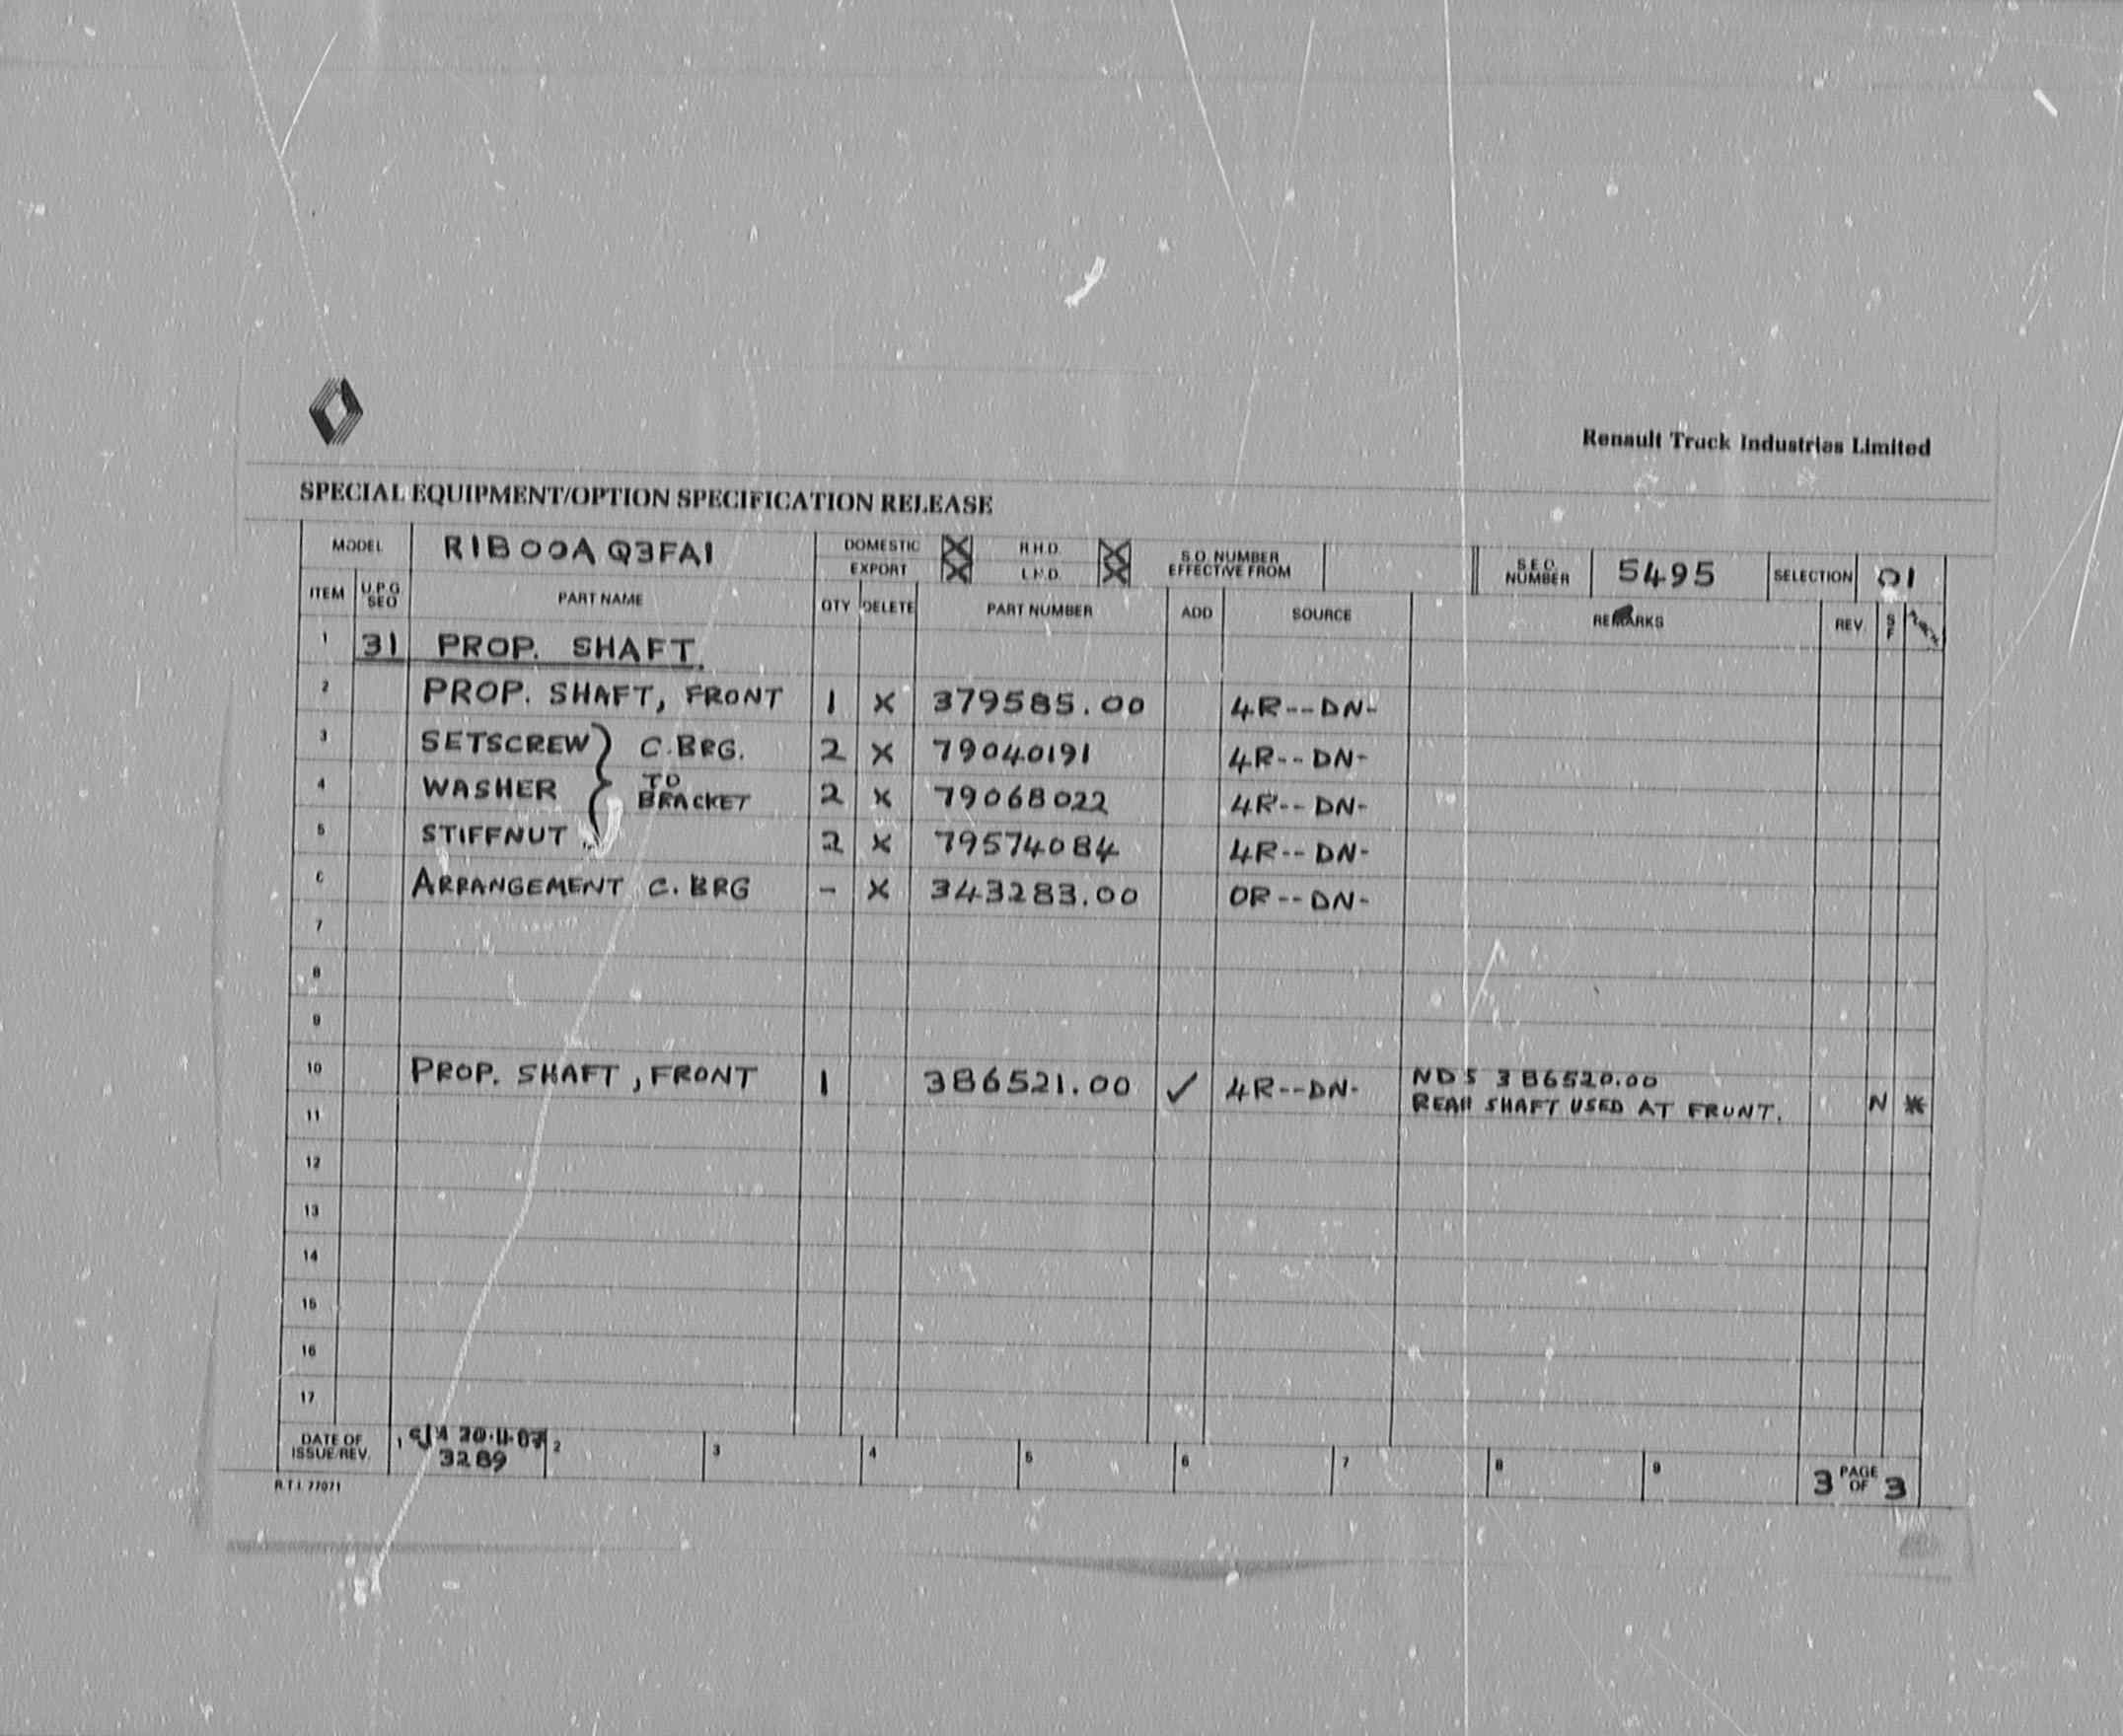 Renault Truck Industries Limited
SPECIAL EQUIPMENT/OPTION SPECIFICATION RELEASE
MODEL R1B00A Q3FA1 DOMESTIC EXPORT R.H.D. L.H.D. S.O. NUMBER EFFECTIVE FROM S.E.O. NUMBER 5495 SELECTION 01
ITEM U.P.G. SEQ PART NAME QTY DELETE PART NUMBER ADD SOURCE REMARKS REV. S F
1 31 PROP. SHAFT.
2 PROP. SHAFT, FRONT 1 X 379585.00 4R--DN-
3 SETSCREW } C.BRG. 2 X 79040191 4R--DN-
4 WASHER } TO BRACKET 2 X 79068022 4R--DN-
5 STIFFNUT } 2 X 79574084 4R--DN-
6 ARRANGEMENT C. BRG - X 343283.00 0R--DN-
7
8
9
10 PROP. SHAFT, FRONT 1 386521.00 ✓ 4R--DN- NDS 386520.00
11 REAR SHAFT USED AT FRONT. N *
12
13
14
15
16
17
DATE OF ISSUE/REV. 1 3289 2 3 4 5 6 7 8 9 3 PAGE OF 3
R.T.I. 77071